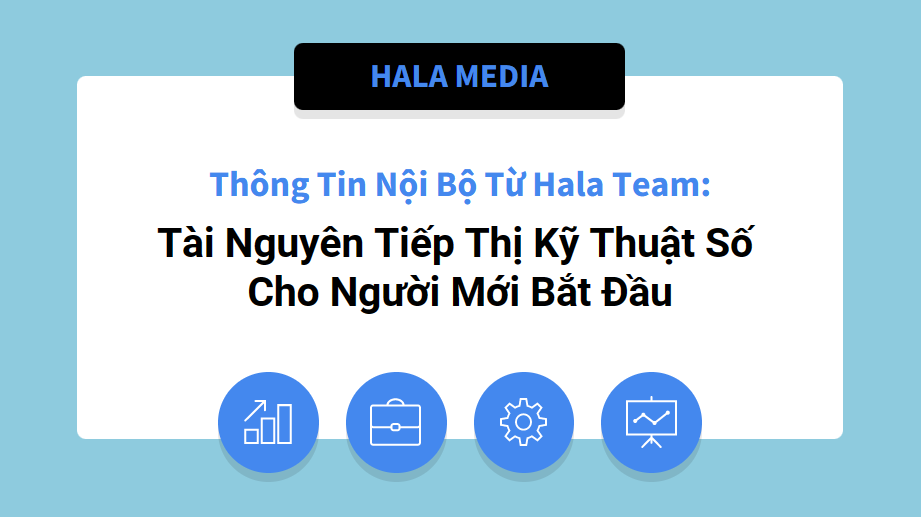 HALA MEDIA
Thông Tin Nội Bộ Từ Hala Team:
Tài Nguyên Tiếp Thị Kỹ Thuật Số
Cho Người Mới Bắt Đầu